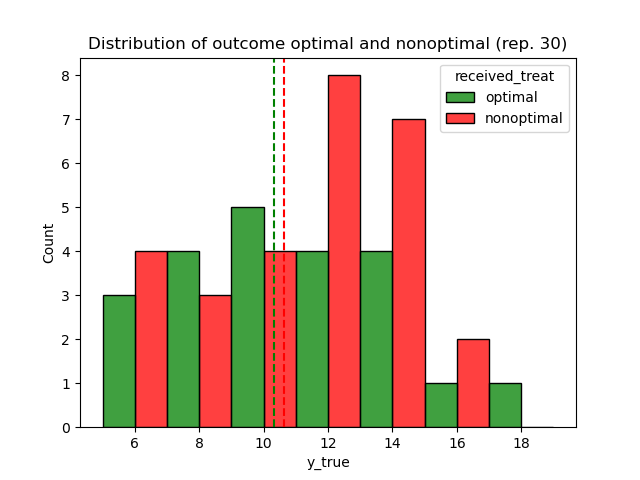 Distribution of outcome optimal and nonoptimal (rep. 30)
received_treat
optimal
nonoptimal
Count
8
7
6
5
4
3
2
1
0
6 8 10 12 14 16 18
y_true